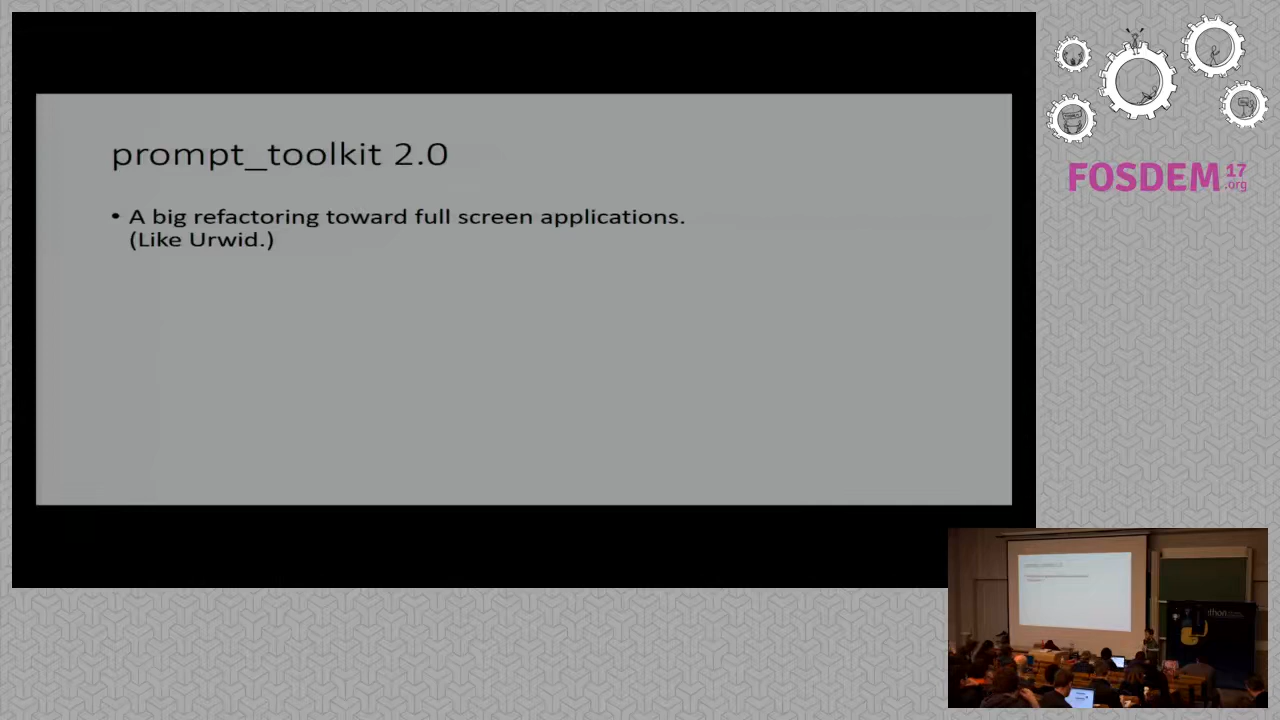 prompt_toolkit 2.0
• A big refactoring toward full screen applications.
(Like Urwid.)
FOSDEM 17
.org